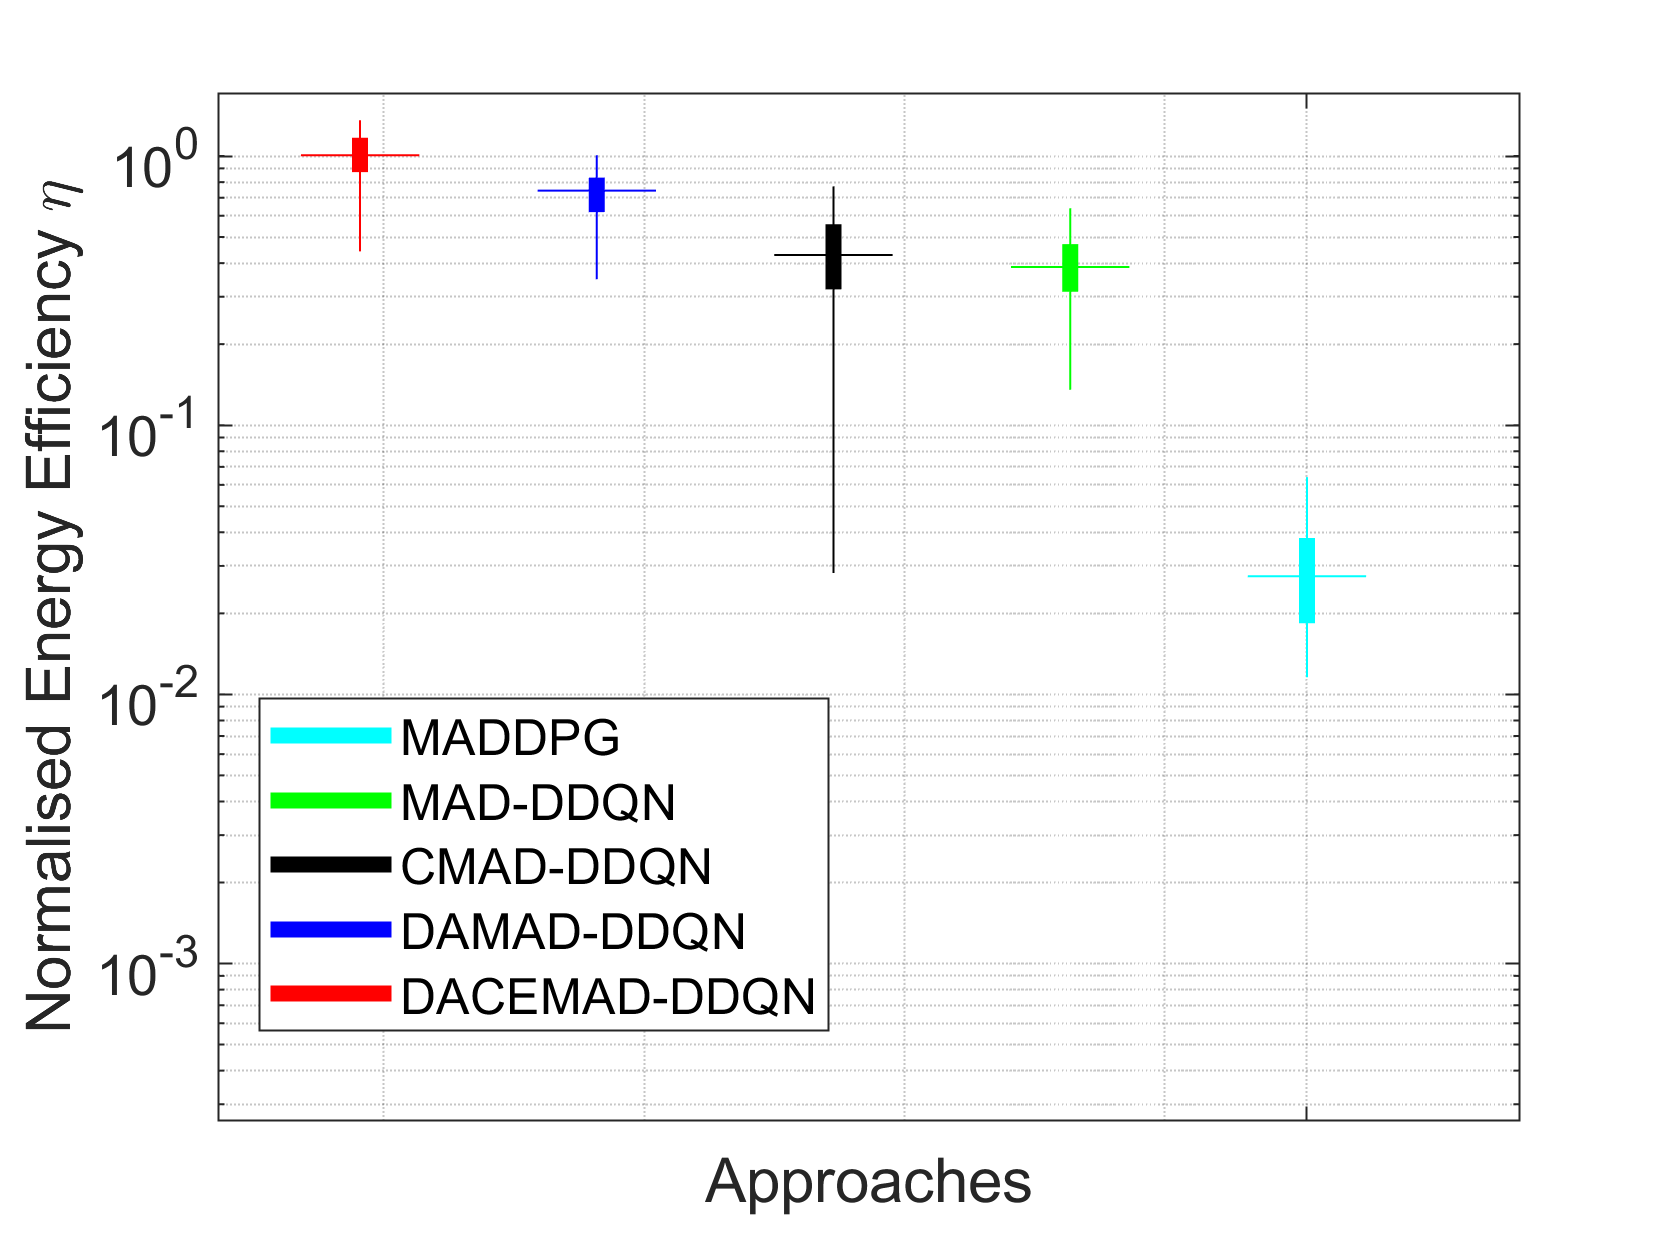 Normalised Energy Efficiency η
10^0
10^-1
10^-2
10^-3
MADDPG
MAD-DDQN
CMAD-DDQN
DAMAD-DDQN
DACEMAD-DDQN
Approaches